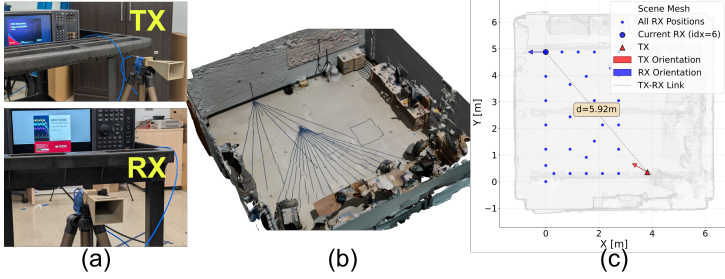 TX
RX
(a)
(b)
Scene Mesh
All RX Positions
Current RX (idx=6)
TX
TX Orientation
RX Orientation
TX-RX Link
d=5.92m
Y [m]
6
5
4
3
2
1
0
−1
0
2
4
6
X [m]
(c)